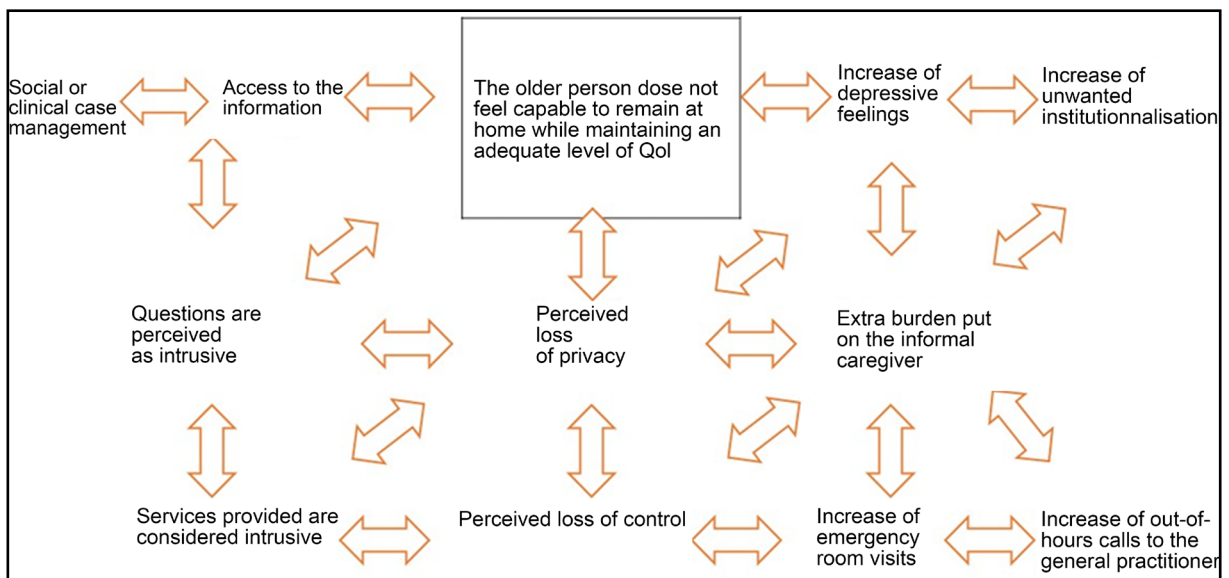 Social or
clinical case
management
Access to the
information
The older person dose not
feel capable to remain at
home while maintaining an
adequate level of Qol
Increase of
depressive
feelings
Increase of
unwanted
institutionnalisation
Questions are
perceived
as intrusive
Perceived
loss
of privacy
Extra burden put
on the informal
caregiver
Services provided are
considered intrusive
Perceived loss of control
Increase of
emergency
room visits
Increase of out-of-
hours calls to the
general practitioner